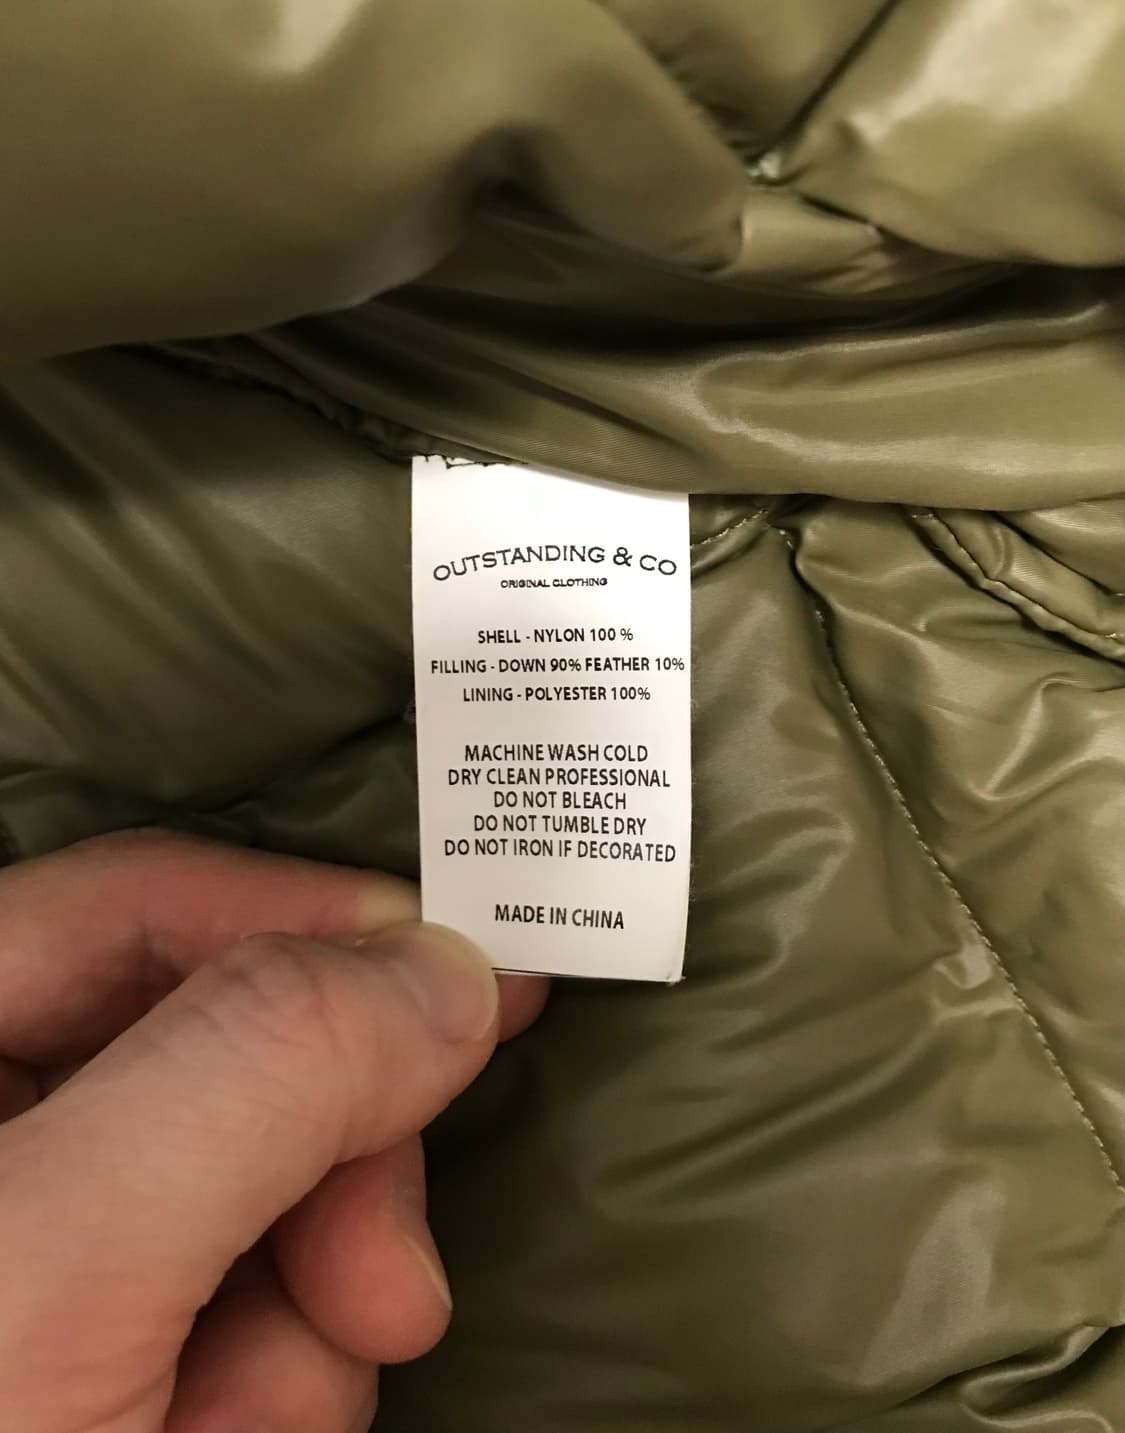 OUTSTANDING & CO
ORIGINAL CLOTHING
SHELL - NYLON 100 %
FILLING - DOWN 90% FEATHER 10%
LINING - POLYESTER 100%
MACHINE WASH COLD
DRY CLEAN PROFESSIONAL
DO NOT BLEACH
DO NOT TUMBLE DRY
DO NOT IRON IF DECORATED
MADE IN CHINA